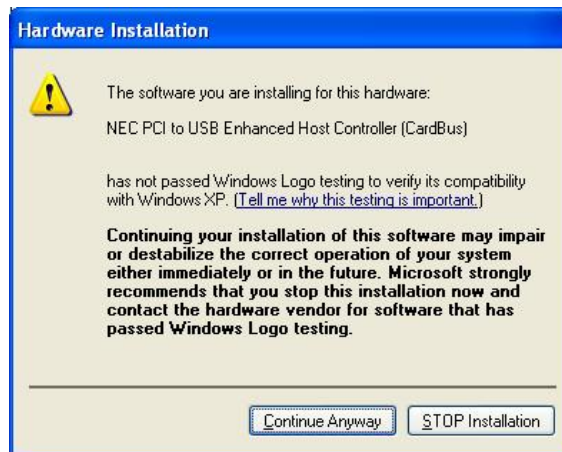 Hardware Installation
The software you are installing for this hardware:
NEC PCI to USB Enhanced Host Controller (CardBus)
has not passed Windows Logo testing to verify its compatibility
with Windows XP. (Tell me why this testing is important.)
Continuing your installation of this software may impair
or destabilize the correct operation of your system
either immediately or in the future. Microsoft strongly
recommends that you stop this installation now and
contact the hardware vendor for software that has
passed Windows Logo testing.
Continue Anyway
STOP Installation